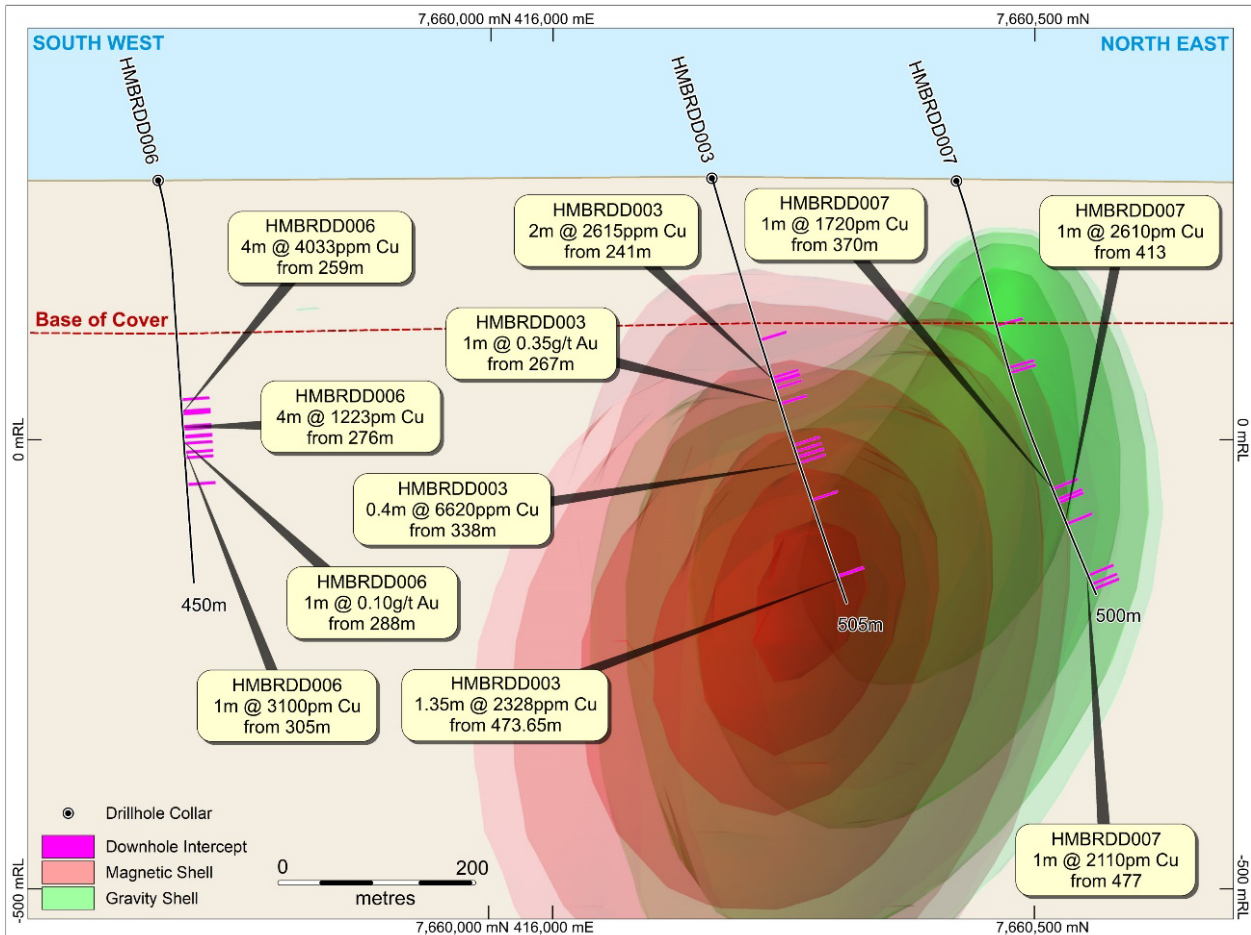 7,660,000 mN 416,000 mE
7,660,500 mN
SOUTH WEST
NORTH EAST
HMBRDD006
HMBRDD003
HMBRDD007
HMBRDD006
4m @ 4033ppm Cu
from 259m
HMBRDD003
2m @ 2615ppm Cu
from 241m
HMBRDD007
1m @ 1720ppm Cu
from 370m
HMBRDD007
1m @ 2610pm Cu
from 413
Base of Cover
HMBRDD003
1m @ 0.35g/t Au
from 267m
HMBRDD006
4m @ 1223pm Cu
from 276m
0 mRL
0 mRL
HMBRDD003
0.4m @ 6620ppm Cu
from 338m
HMBRDD006
1m @ 0.10g/t Au
from 288m
450m
505m
500m
HMBRDD006
1m @ 3100pm Cu
from 305m
HMBRDD003
1.35m @ 2328ppm Cu
from 473.65m
Drillhole Collar
Downhole Intercept
Magnetic Shell
Gravity Shell
0 200
metres
HMBRDD007
1m @ 2110pm Cu
from 477
-500 mRL
-500 mRL
7,660,000 mN 416,000 mE
7,660,500 mN